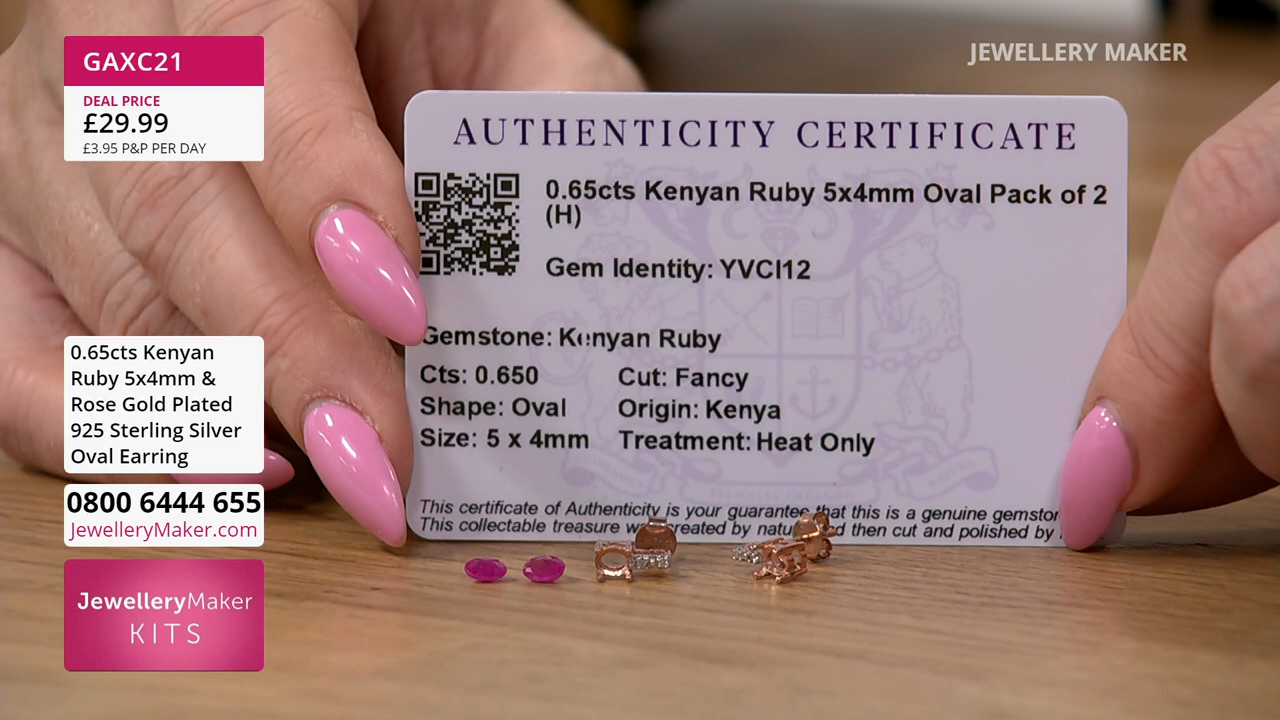 GAXC21
DEAL PRICE
£29.99
£3.95 P&P PER DAY
JEWELLERY MAKER
AUTHENTICITY CERTIFICATE
0.65cts Kenyan Ruby 5x4mm Oval Pack of 2
(H)
Gem Identity: YVCI12
Gemstone: Kenyan Ruby
Cts: 0.650 Cut: Fancy
Shape: Oval Origin: Kenya
Size: 5 x 4mm Treatment: Heat Only
This certificate of Authenticity is your guarantee that this is a genuine
This collectable treasure created by then cut and polished by
0.65cts Kenyan
Ruby 5x4mm &
Rose Gold Plated
925 Sterling Silver
Oval Earring
0800 6444 655
JewelleryMaker.com
JewelleryMaker
KITS